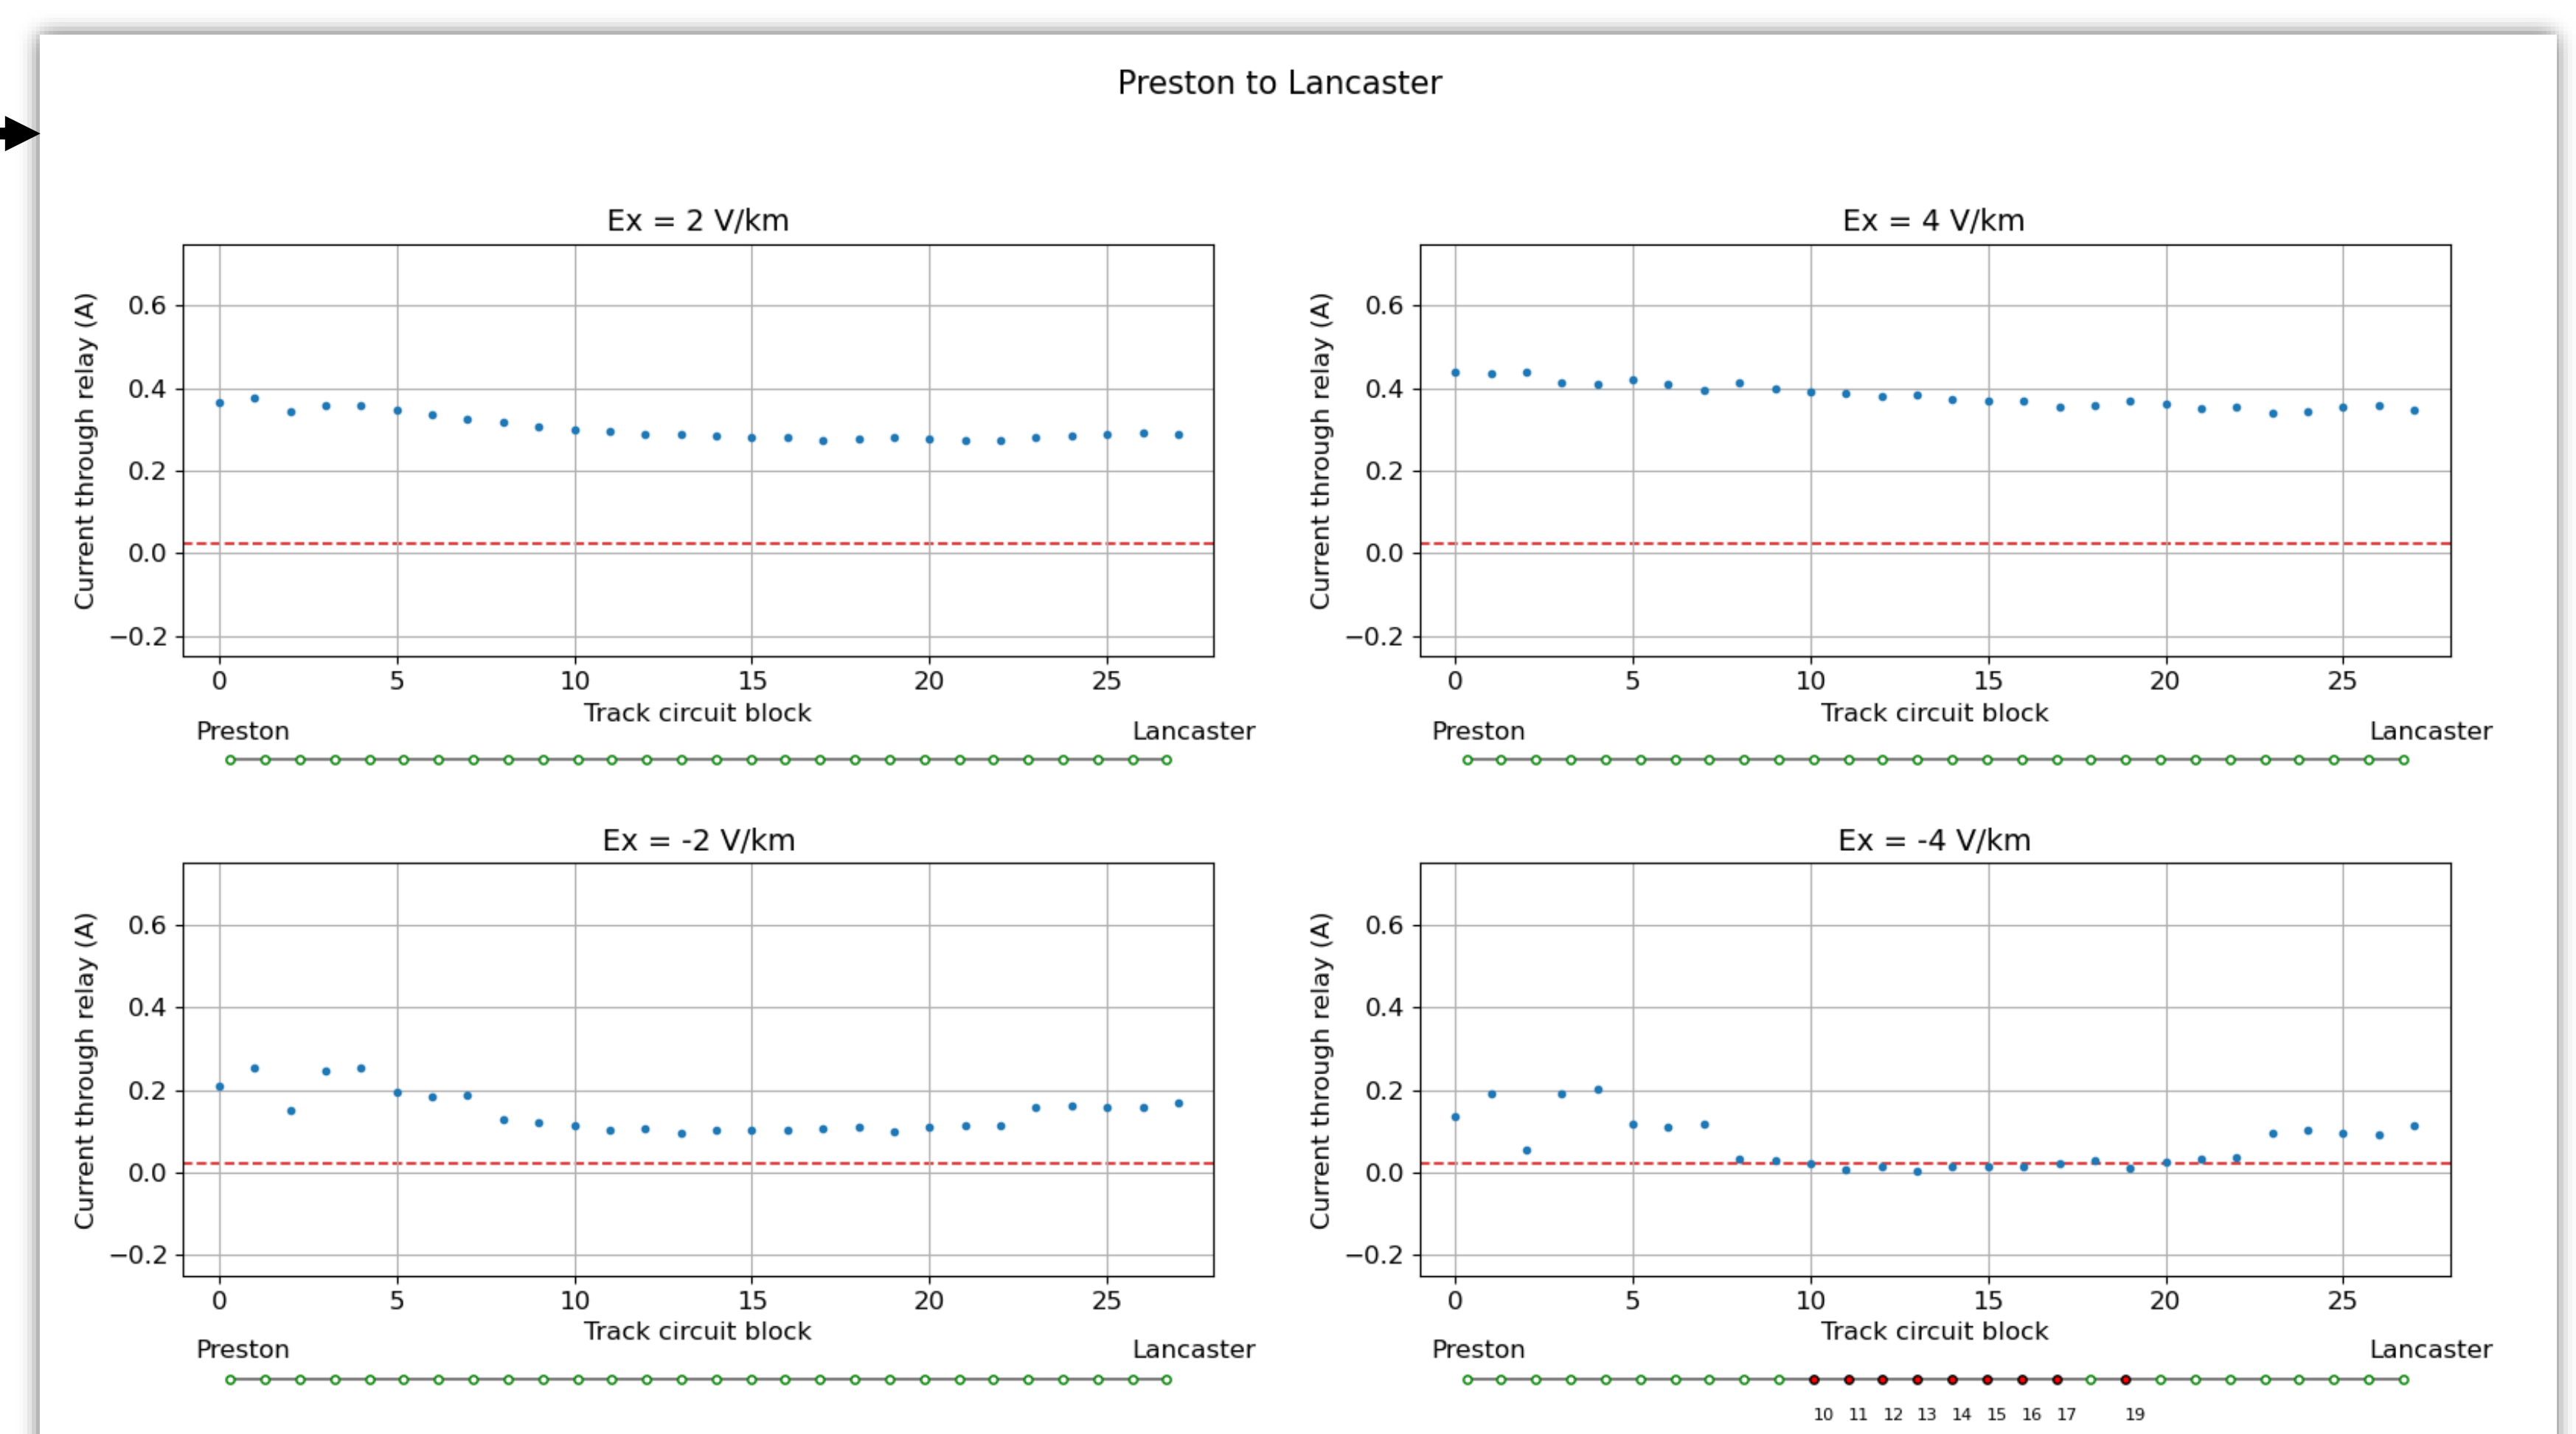 Preston to Lancaster
Ex = 2 V/km
Current through relay (A)
0.6
0.4
0.2
0.0
−0.2
0 5 10 15 20 25
Track circuit block
Preston Lancaster
Ex = 4 V/km
Current through relay (A)
0.6
0.4
0.2
0.0
−0.2
0 5 10 15 20 25
Track circuit block
Preston Lancaster
Ex = -2 V/km
Current through relay (A)
0.6
0.4
0.2
0.0
−0.2
0 5 10 15 20 25
Track circuit block
Preston Lancaster
Ex = -4 V/km
Current through relay (A)
0.6
0.4
0.2
0.0
−0.2
0 5 10 15 20 25
Track circuit block
Preston Lancaster
10 11 12 13 14 15 16 17 19